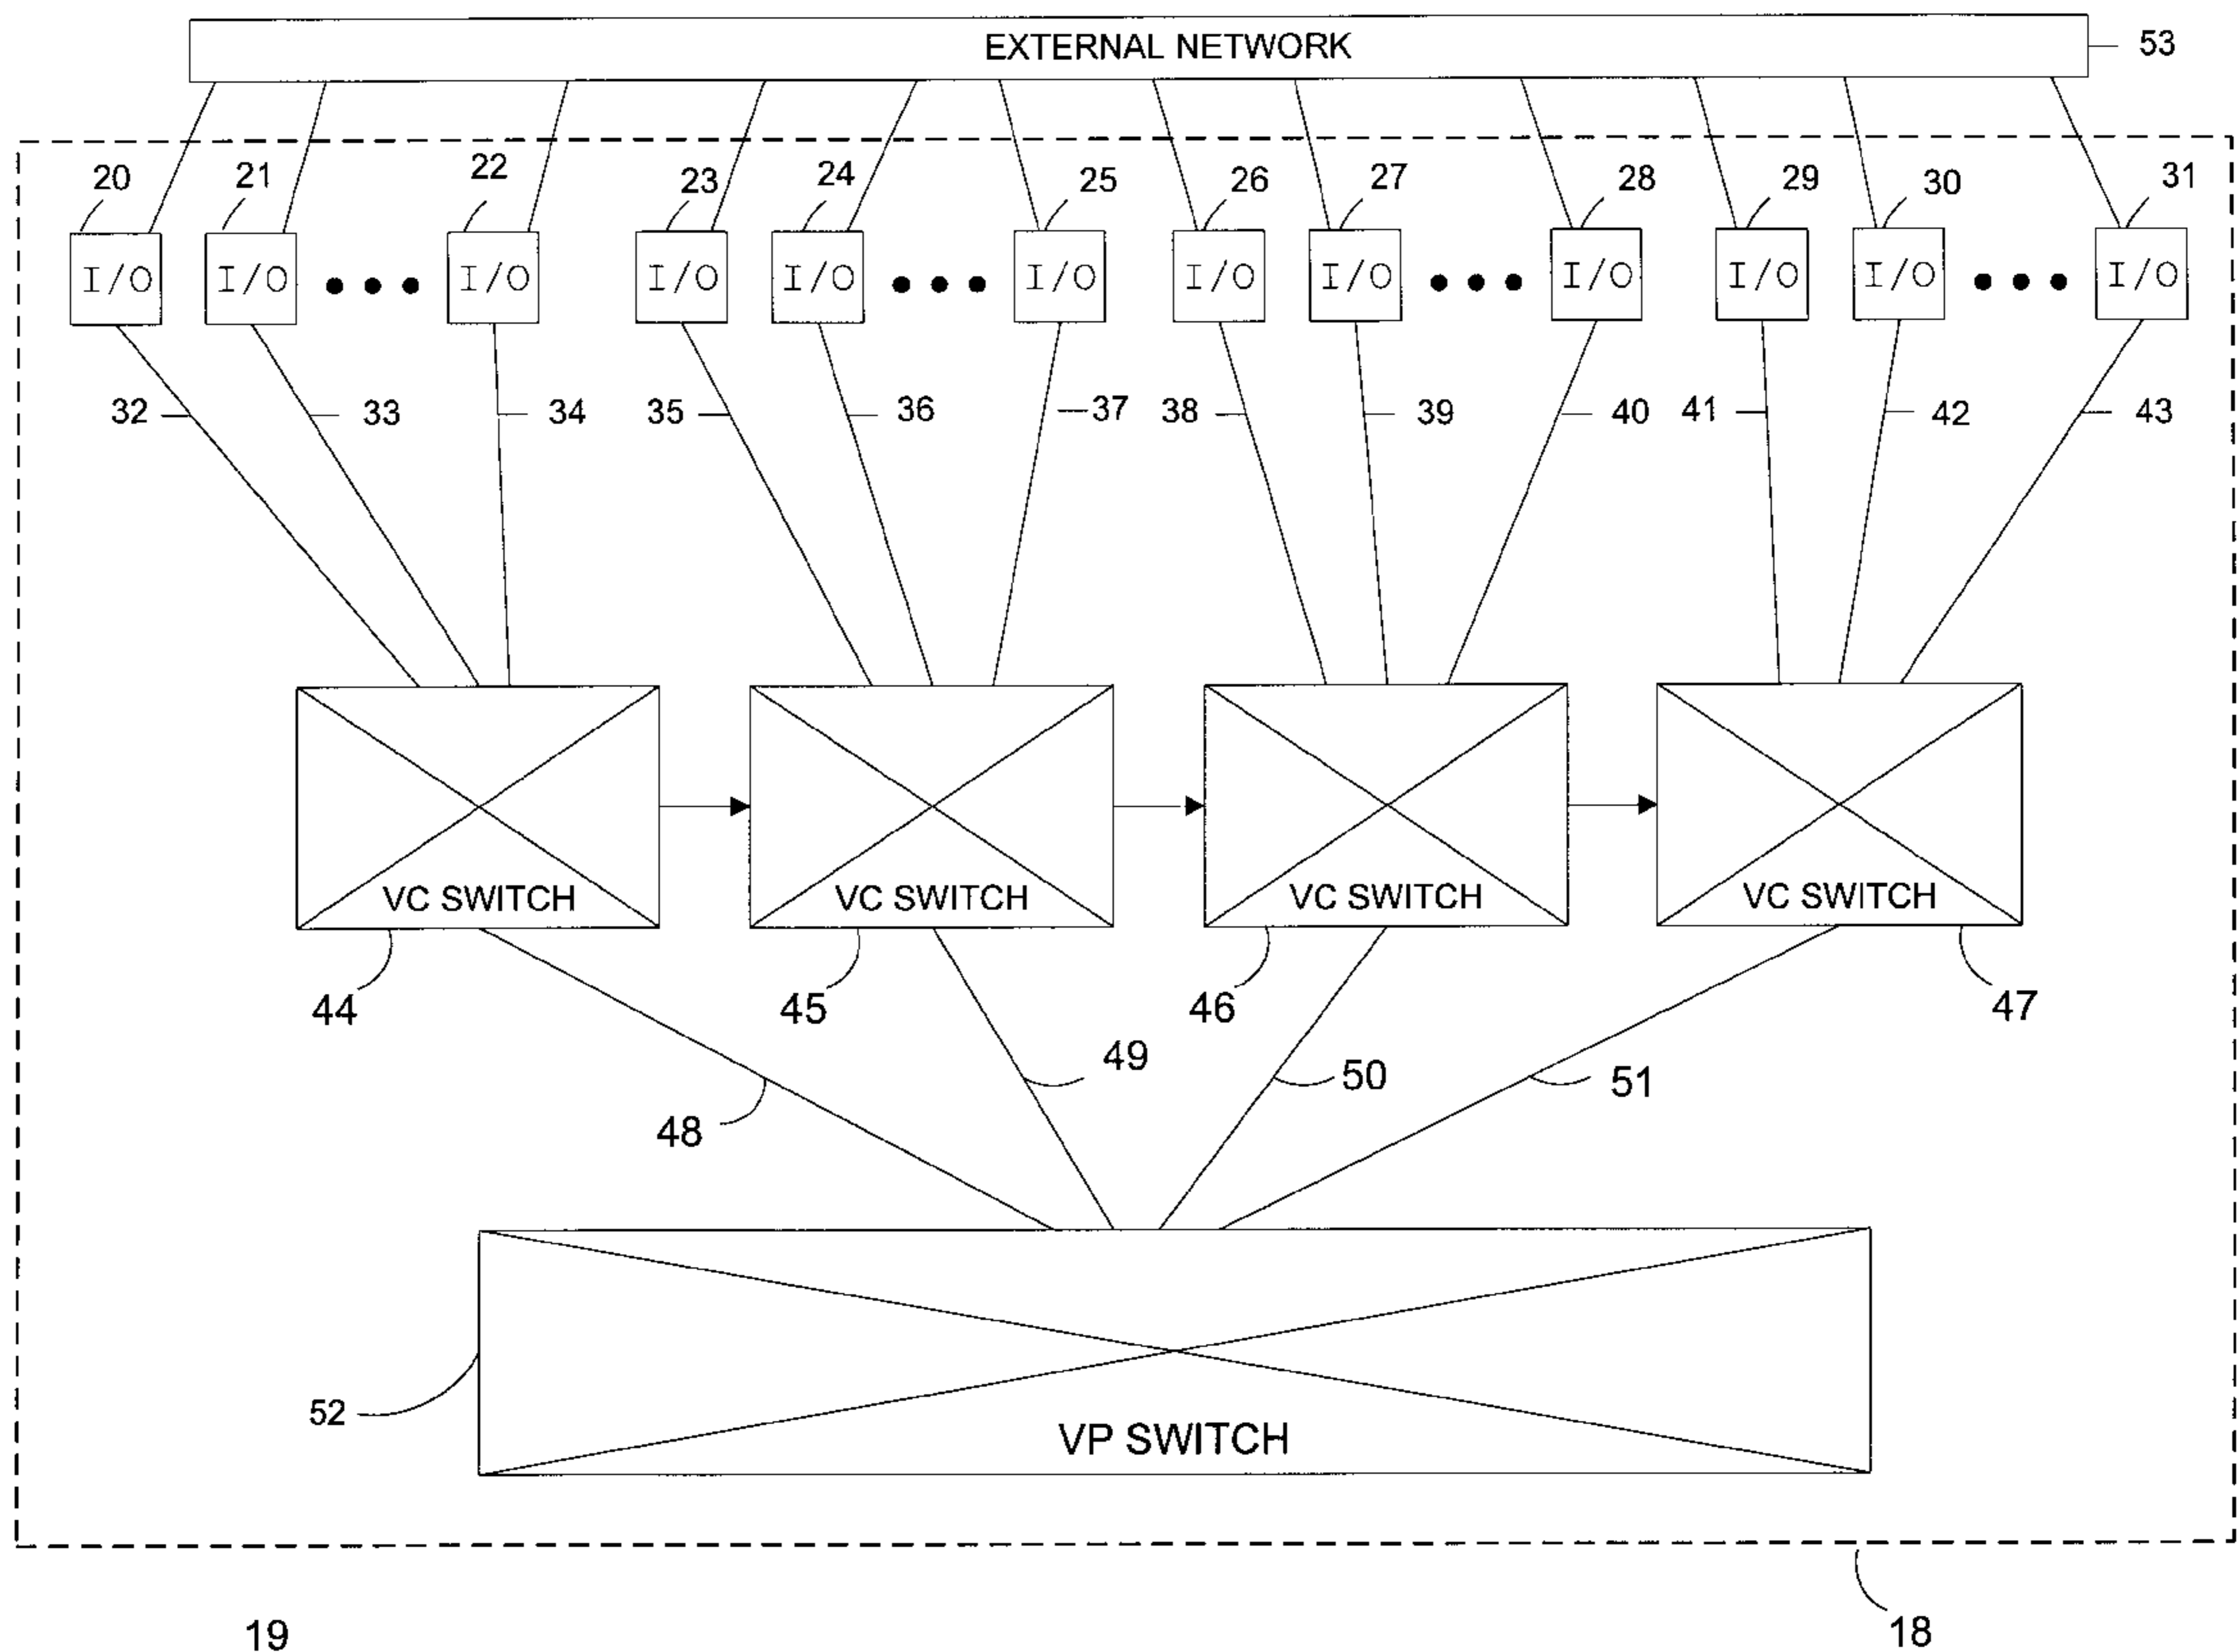 EXTERNAL NETWORK 53
20 21 22 23 24 25 26 27 28 29 30 31
I/O I/O I/O I/O I/O I/O I/O I/O I/O I/O I/O I/O
32 33 34 35 36 37 38 39 40 41 42 43
VC SWITCH VC SWITCH VC SWITCH VC SWITCH
44 45 46 47
48 49 50 51
52
VP SWITCH
19 18